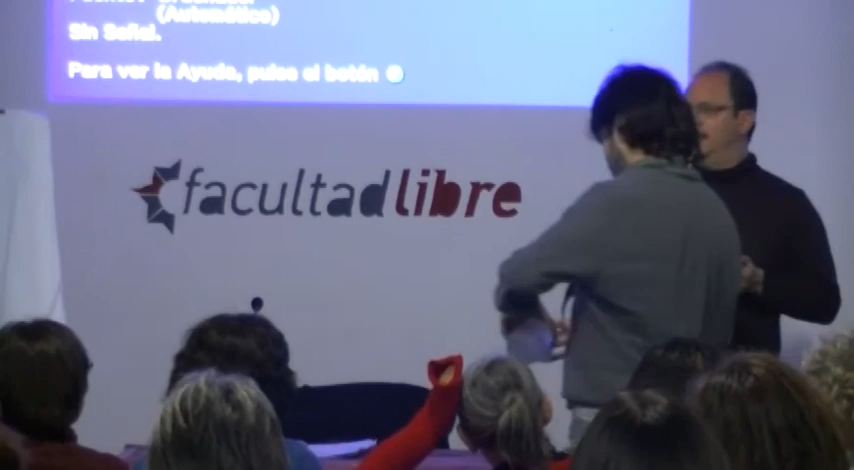 (Automático)
Sin Señal.
Para ver la Ayuda, pulse el botón
facultadlibre